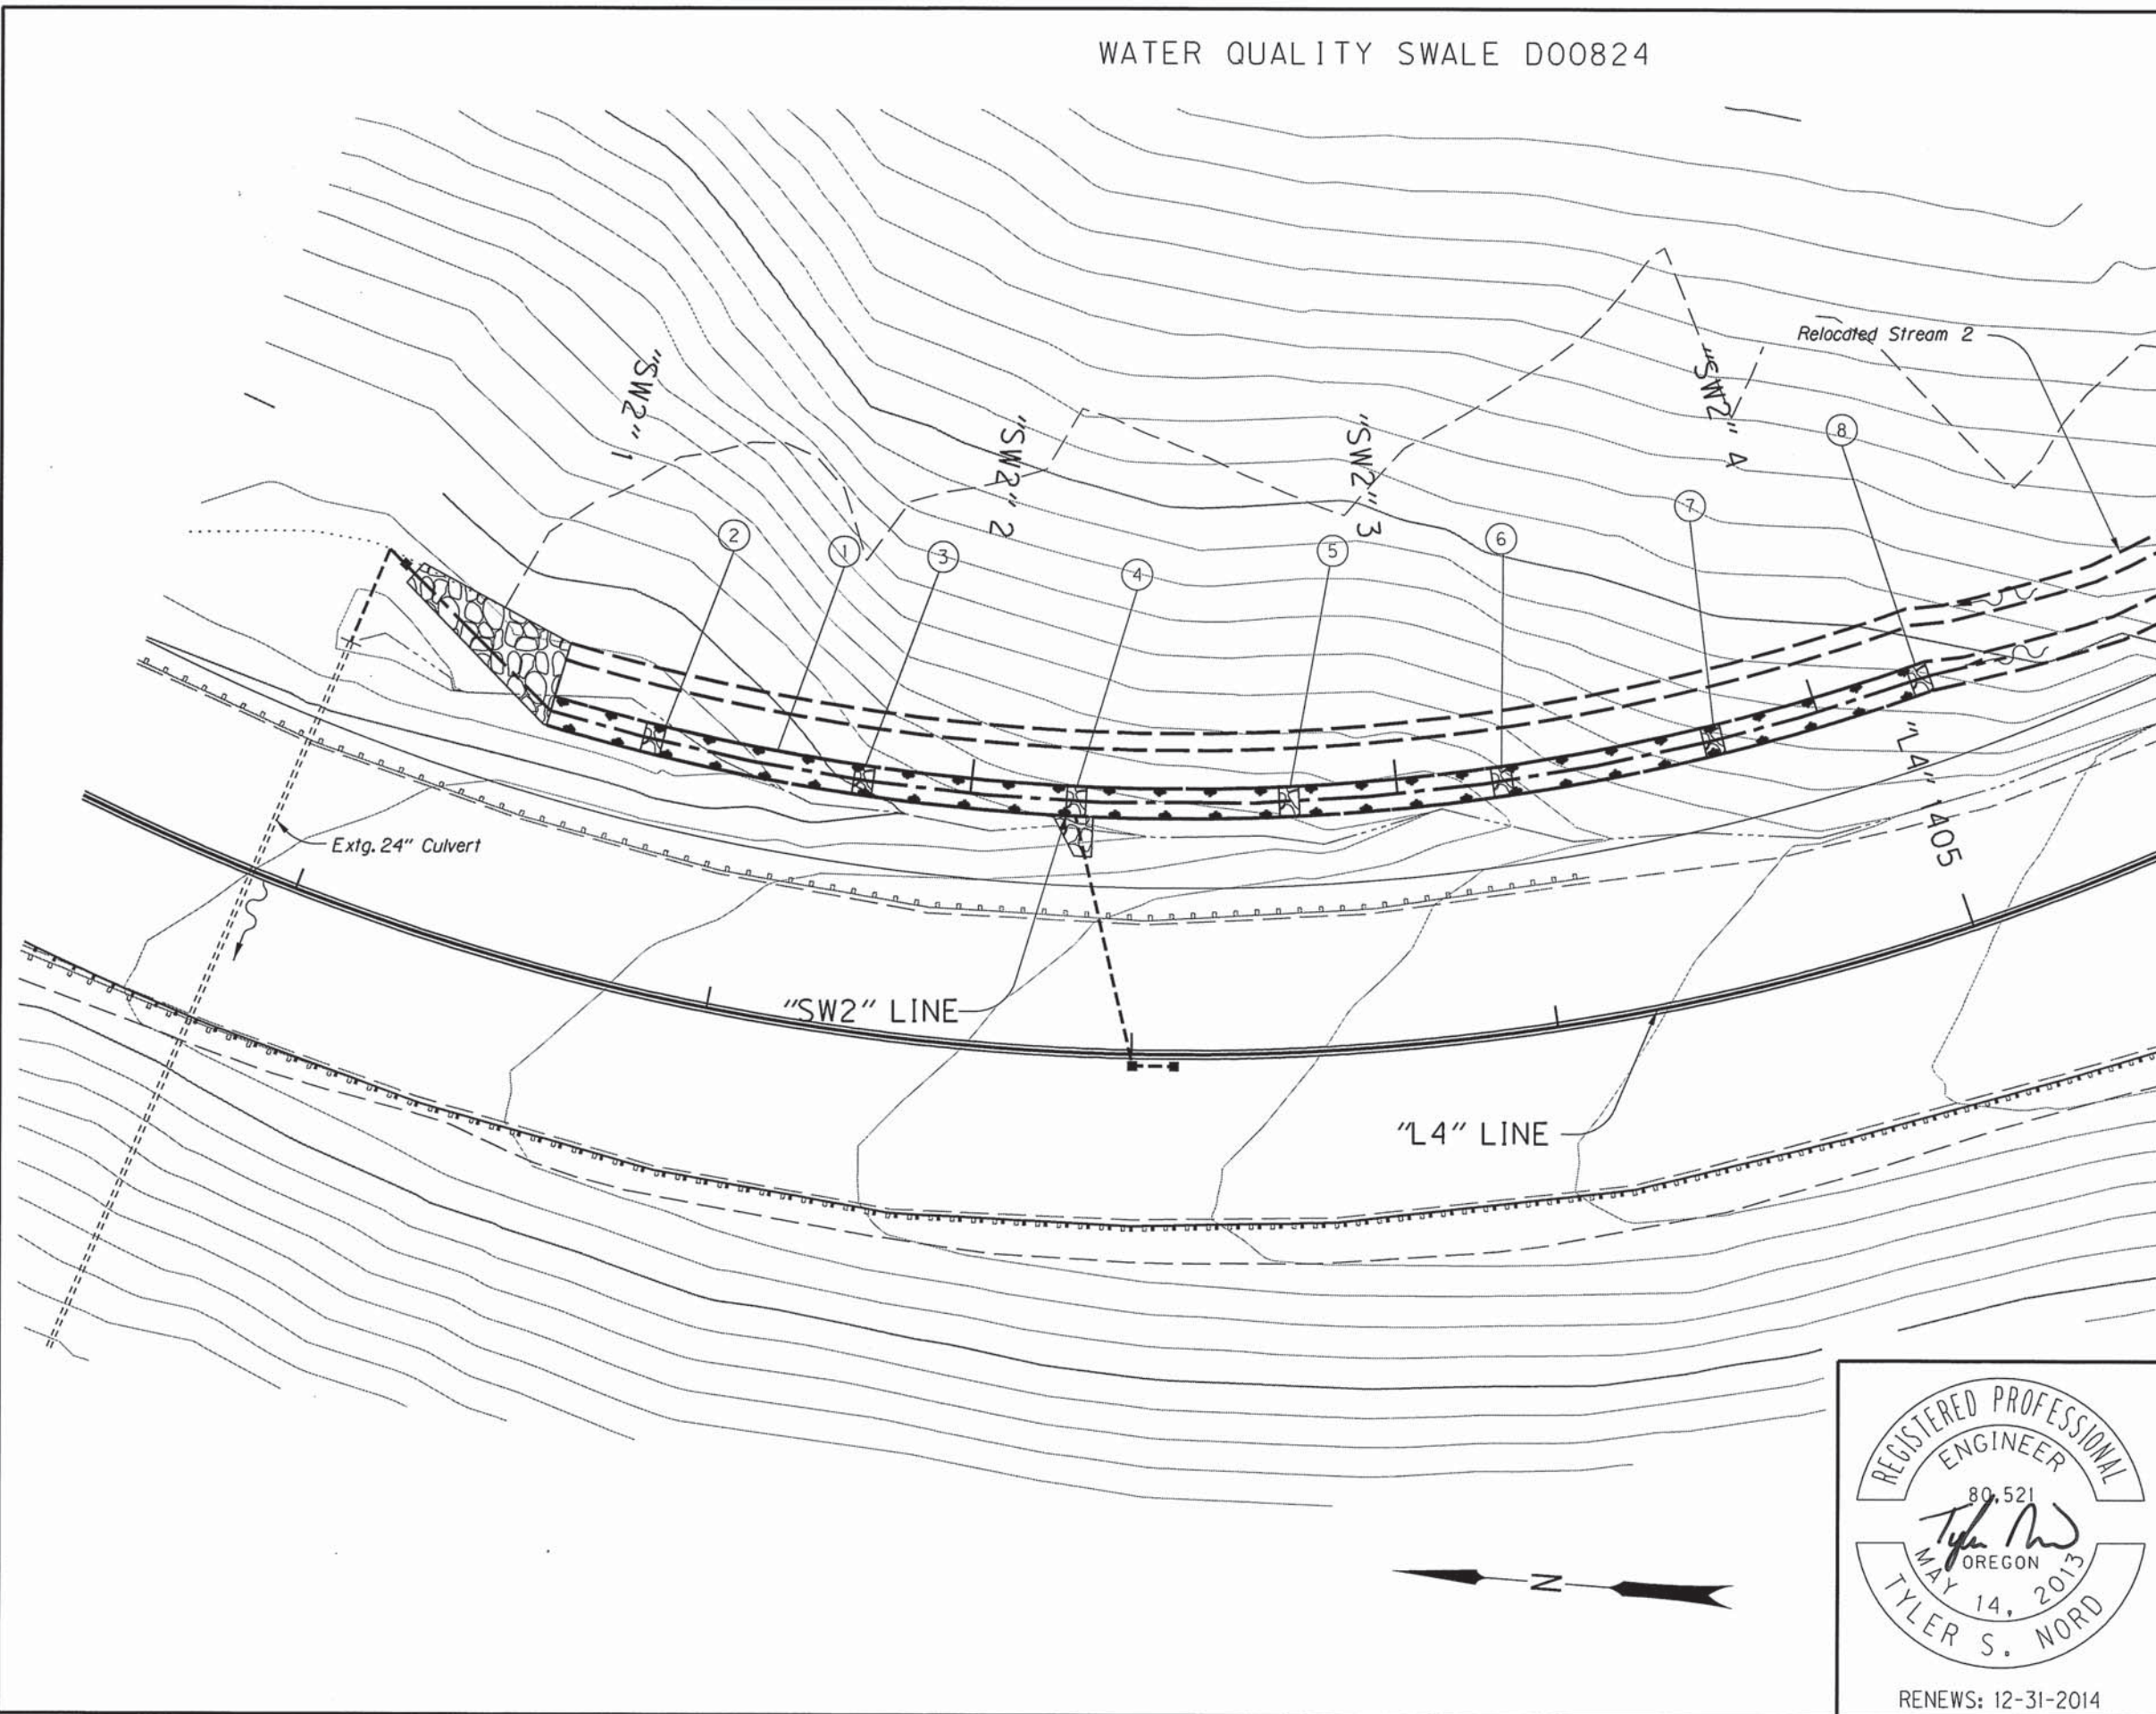 WATER QUALITY SWALE D00824
"SW2" 1
"SW2" 2
"SW2" 3
"SW2" 4
Relocated Stream 2
8
7
2
1
3
4
5
6
"L4" 405
Extg. 24" Culvert
"SW2" LINE
"L4" LINE
N
REGISTERED PROFESSIONAL
ENGINEER
80,521
OREGON
MAY 14, 2013
TYLER S. NORD
RENEWS: 12-31-2014